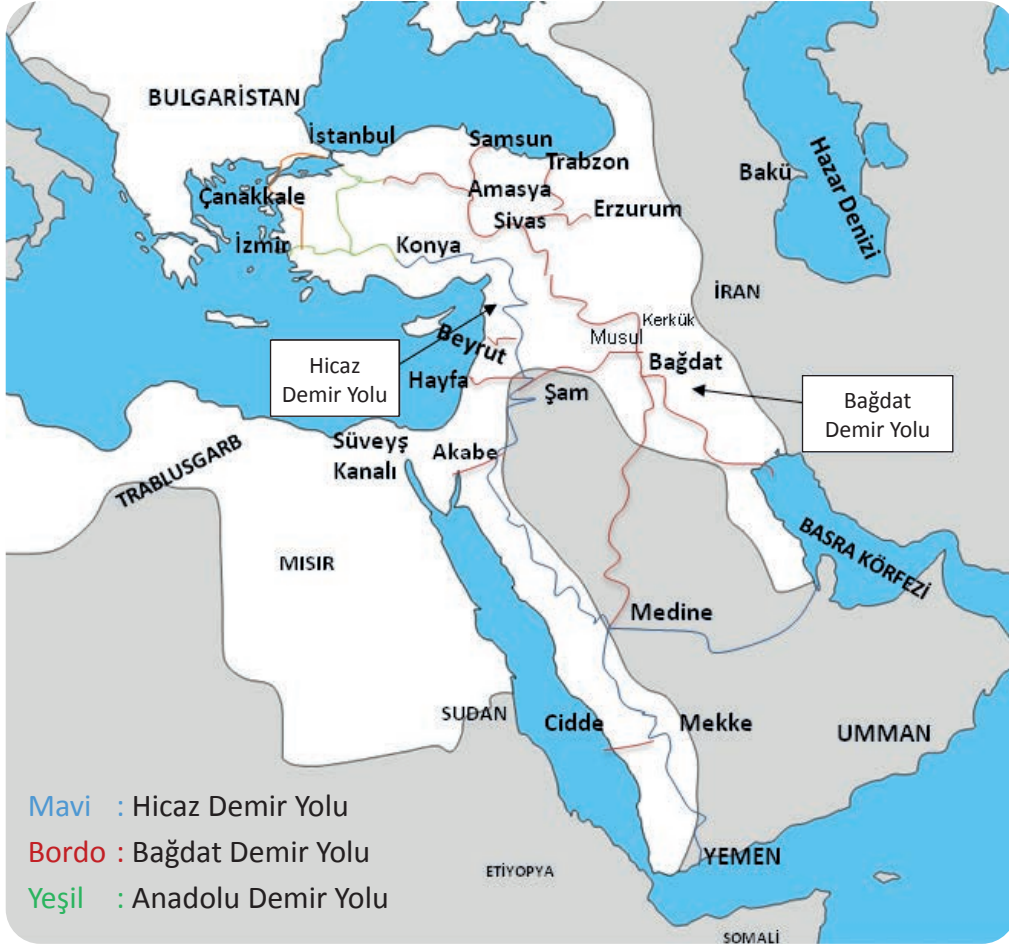 BULGARİSTAN
İstanbul
Samsun
Trabzon
Bakü
Hazar Denizi
Çanakkale
Amasya
Sivas
Erzurum
İzmir
Konya
İRAN
Kerkük
Musul
Beyrut
Bağdat
Hicaz
Demir Yolu
Hayfa
Şam
Bağdat
Demir Yolu
Süveyş
Kanalı
Akabe
TRABLUSGARB
BASRA KÖRFEZİ
MISIR
Medine
SUDAN
Cidde
Mekke
UMMAN
Mavi : Hicaz Demir Yolu
Bordo : Bağdat Demir Yolu
YEMEN
ETİYOPYA
Yeşil : Anadolu Demir Yolu
SOMALİ